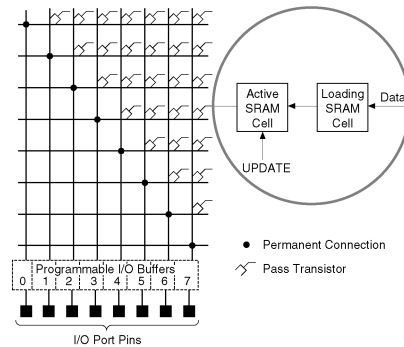 Active
SRAM
Cell
Loading
SRAM
Cell
Data
UPDATE
Permanent Connection
Pass Transistor
Programmable I/O Buffers
0 1 2 3 4 5 6 7
I/O Port Pins